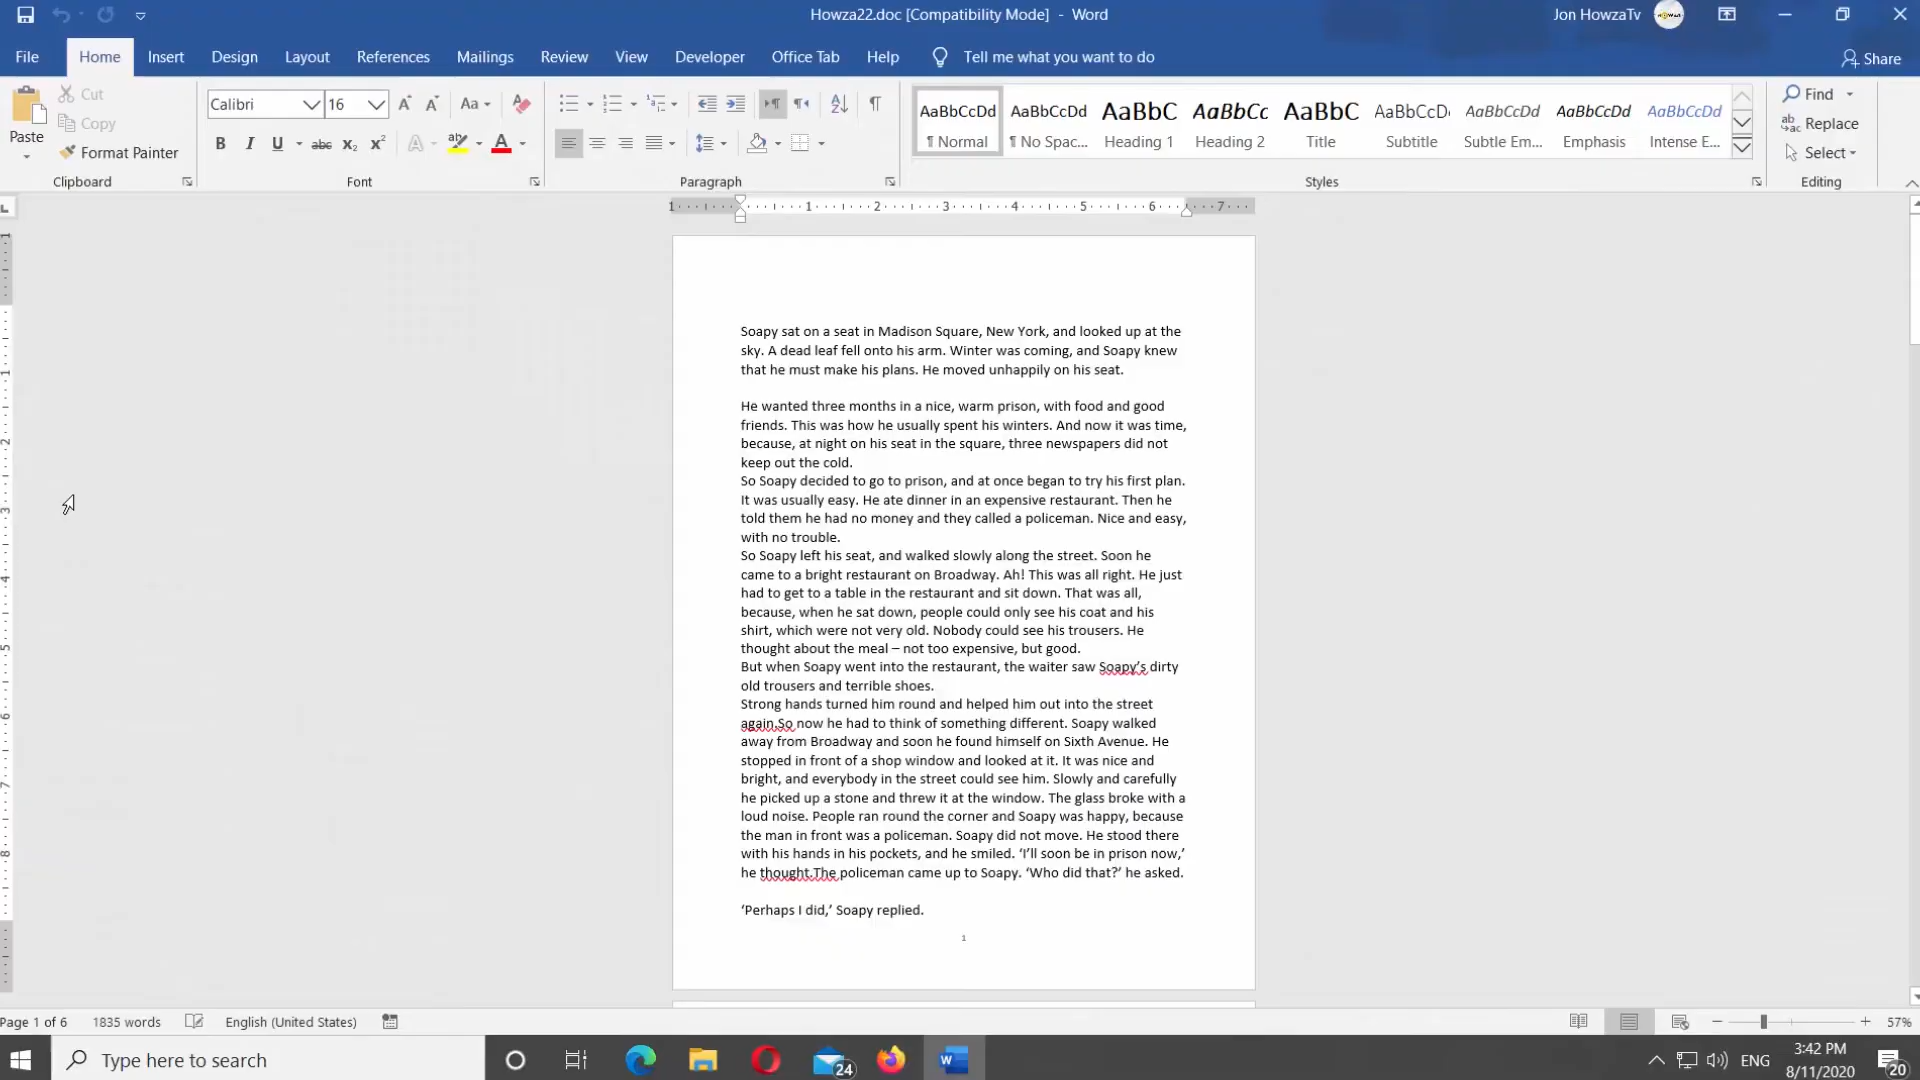 Howza22.doc [Compatibility Mode] - Word
Jon HowzaTv
File Home Insert Design Layout References Mailings Review View Developer Office Tab Help Tell me what you want to do Share
Paste
Cut
Copy
Format Painter
Clipboard
Calibri 16
Font
Paragraph
AaBbCcDd AaBbCcDd AaBbC AaBbCc AaBbC AaBbCcD AaBbCcDd AaBbCcDd AaBbCcDd
¶ Normal ¶ No Spac... Heading 1 Heading 2 Title Subtitle Subtle Em... Emphasis Intense E...
Styles
Find
Replace
Select
Editing
1 1 2 3 4 5 6 7
Soapy sat on a seat in Madison Square, New York, and looked up at the
sky. A dead leaf fell onto his arm. Winter was coming, and Soapy knew
that he must make his plans. He moved unhappily on his seat.
He wanted three months in a nice, warm prison, with food and good
friends. This was how he usually spent his winters. And now it was time,
because, at night on his seat in the square, three newspapers did not
keep out the cold.
So Soapy decided to go to prison, and at once began to try his first plan.
It was usually easy. He ate dinner in an expensive restaurant. Then he
told them he had no money and they called a policeman. Nice and easy,
with no trouble.
So Soapy left his seat, and walked slowly along the street. Soon he
came to a bright restaurant on Broadway. Ah! This was all right. He just
had to get to a table in the restaurant and sit down. That was all,
because, when he sat down, people could only see his coat and his
shirt, which were not very old. Nobody could see his trousers. He
thought about the meal – not too expensive, but good.
But when Soapy went into the restaurant, the waiter saw Soapy’s dirty
old trousers and terrible shoes.
Strong hands turned him round and helped him out into the street
again.So now he had to think of something different. Soapy walked
away from Broadway and soon he found himself on Sixth Avenue. He
stopped in front of a shop window and looked at it. It was nice and
bright, and everybody in the street could see him. Slowly and carefully
he picked up a stone and threw it at the window. The glass broke with a
loud noise. People ran round the corner and Soapy was happy, because
the man in front was a policeman. Soapy did not move. He stood there
with his hands in his pockets, and he smiled. ‘I’ll soon be in prison now,’
he thought.The policeman came up to Soapy. ‘Who did that?’ he asked.
‘Perhaps I did,’ Soapy replied.
1
Page 1 of 6 1835 words English (United States) 57%
Type here to search
24
ENG
3:42 PM
8/11/2020
20